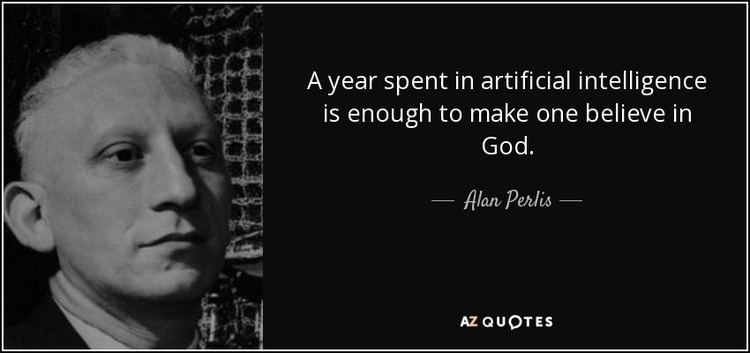 A year spent in artificial intelligence
is enough to make one believe in
God.
— Alan Perlis —
AZ QUOTES